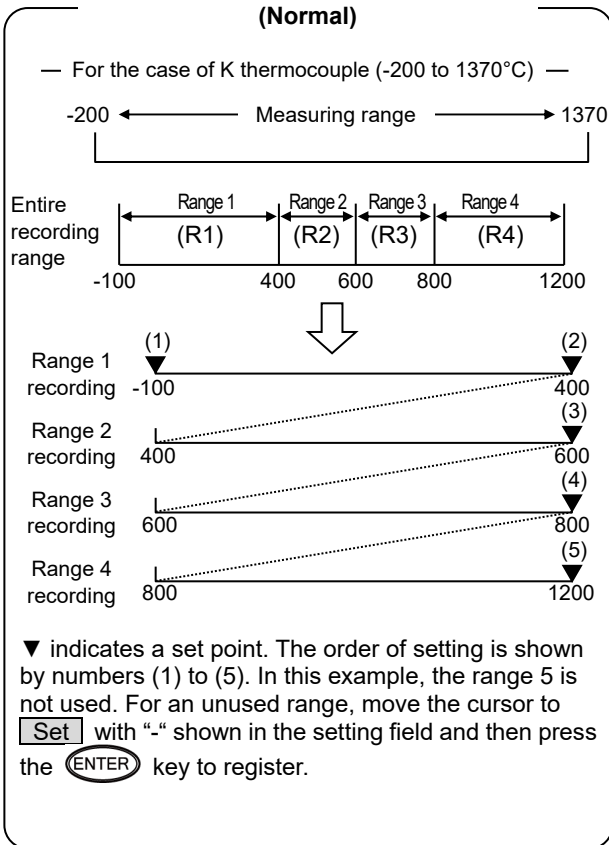 (Normal)
For the case of K thermocouple (-200 to 1370°C)
-200 Measuring range 1370
Entire recording range
Range 1 Range 2 Range 3 Range 4
(R1) (R2) (R3) (R4)
-100 400 600 800 1200
(1) (2)
Range 1 recording -100 400
(3)
Range 2 recording 400 600
(4)
Range 3 recording 600 800
(5)
Range 4 recording 800 1200
▼ indicates a set point. The order of setting is shown
by numbers (1) to (5). In this example, the range 5 is
not used. For an unused range, move the cursor to
Set with “-“ shown in the setting field and then press
the ENTER key to register.